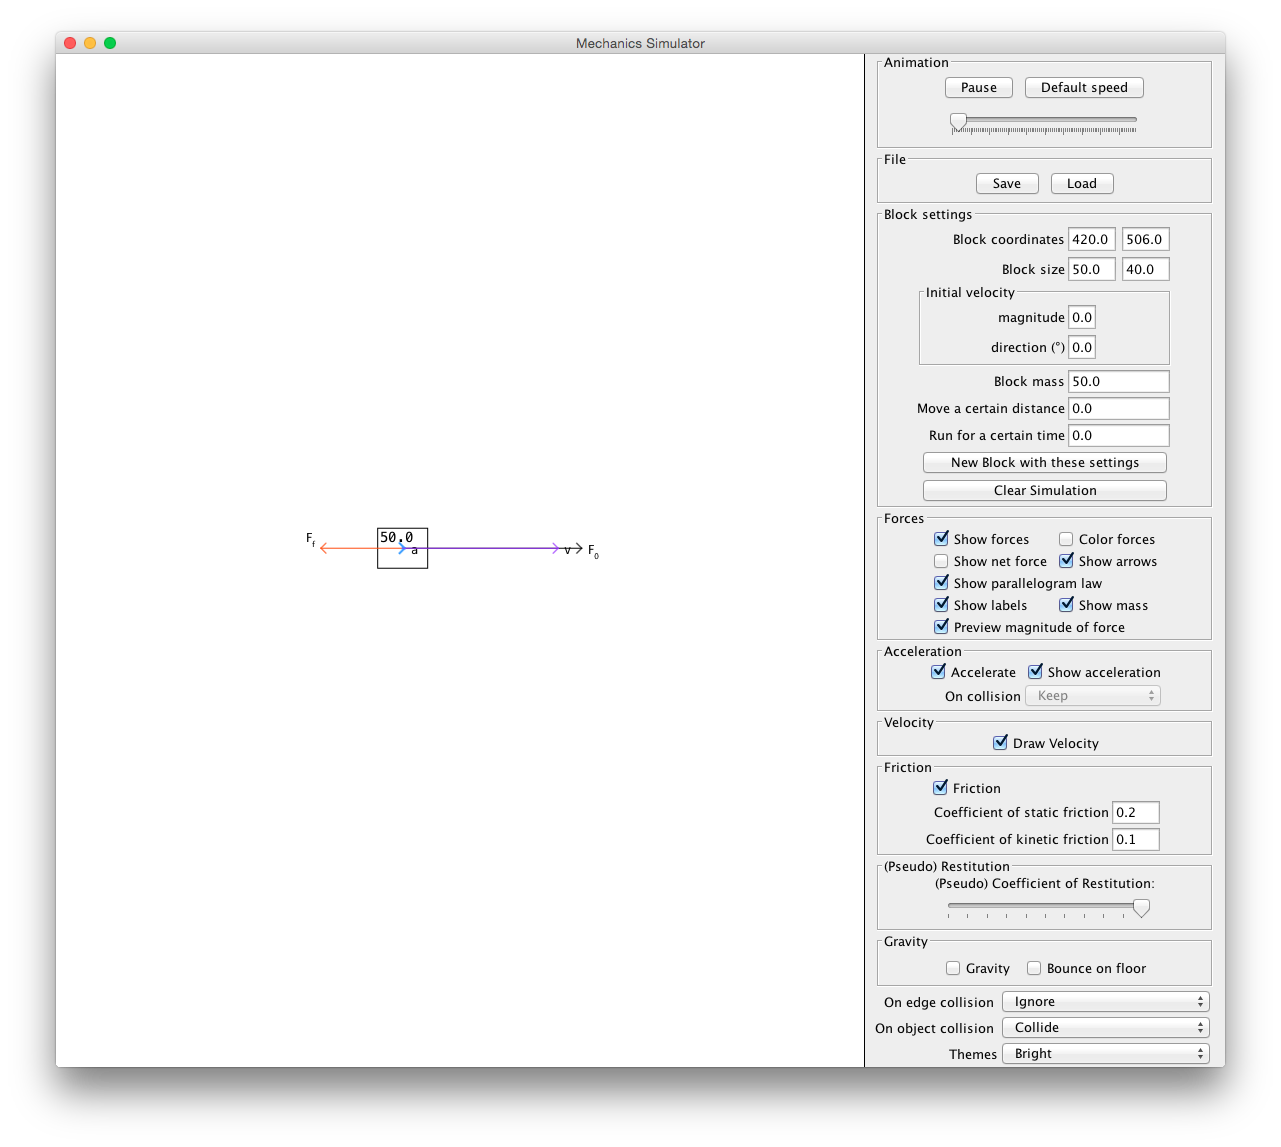 Mechanics Simulator
F_f
50.0
a
v
F_0
Animation
Pause
Default speed
File
Save
Load
Block settings
Block coordinates 420.0 506.0
Block size 50.0 40.0
Initial velocity
magnitude 0.0
direction (°) 0.0
Block mass 50.0
Move a certain distance 0.0
Run for a certain time 0.0
New Block with these settings
Clear Simulation
Forces
Show forces Color forces
Show net force Show arrows
Show parallelogram law
Show labels Show mass
Preview magnitude of force
Acceleration
Accelerate Show acceleration
On collision Keep
Velocity
Draw Velocity
Friction
Friction
Coefficient of static friction 0.2
Coefficient of kinetic friction 0.1
(Pseudo) Restitution
(Pseudo) Coefficient of Restitution:
Gravity
Gravity Bounce on floor
On edge collision Ignore
On object collision Collide
Themes Bright